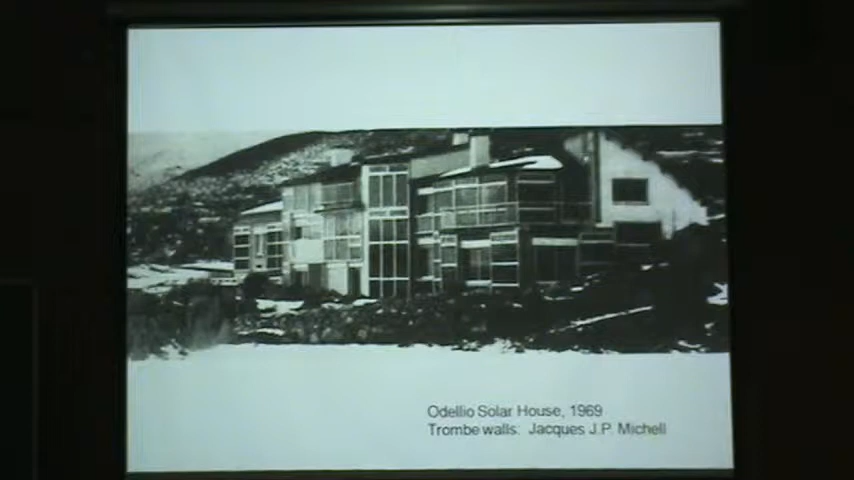 Odellio Solar House, 1969
Trombe walls: Jacques J.P. Michell